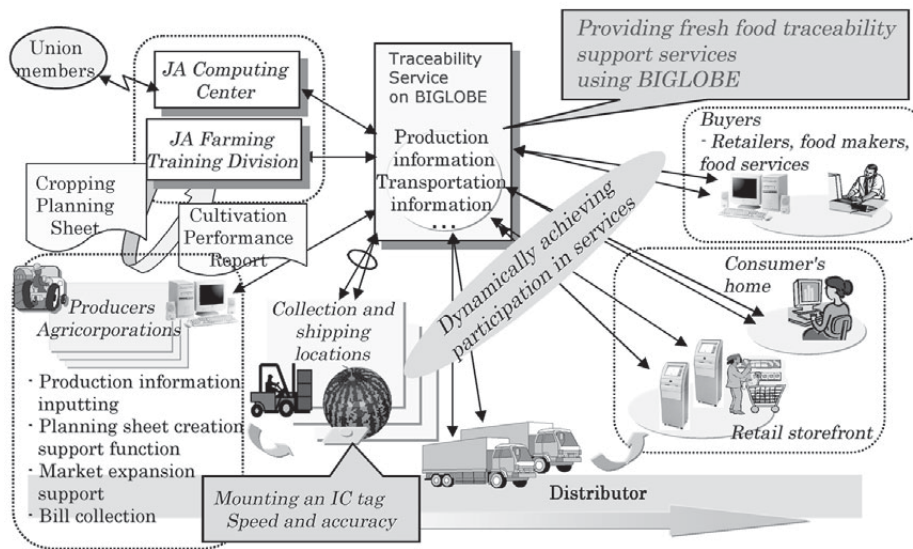 Union
members
JA Computing
Center
JA Farming
Training Division
Cropping
Planning
Sheet
Cultivation
Performance
Report
Traceability
Service
on BIGLOBE
Production
information
Transportation
information
...
Providing fresh food traceability
support services
using BIGLOBE
Buyers
- Retailers, food makers,
food services
Dynamically achieving
participation in services
Consumer's
home
Retail storefront
Producers
Agricorporations
- Production information
inputting
- Planning sheet creation
support function
- Market expansion
support
- Bill collection
Collection and
shipping
locations
Mounting an IC tag
Speed and accuracy
Distributor